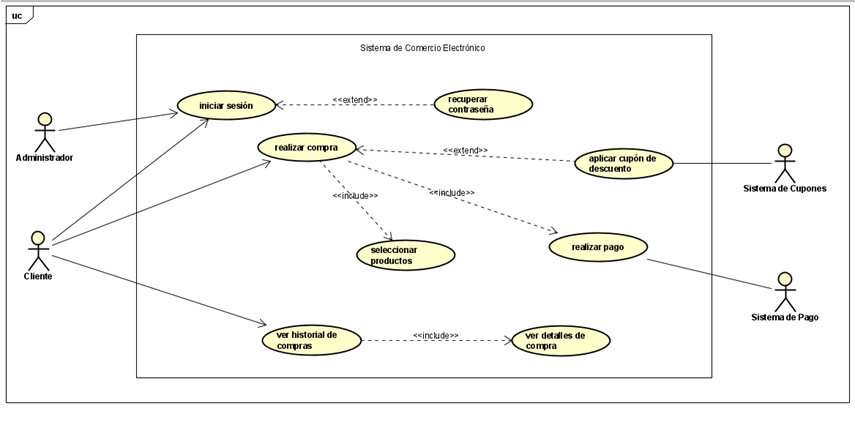 uc
Sistema de Comercio Electrónico
iniciar sesión
<<extend>>
recuperar
contraseña
Administrador
realizar compra
<<extend>>
aplicar cupón de
descuento
Sistema de Cupones
<<include>>
<<include>>
Cliente
seleccionar
productos
realizar pago
Sistema de Pago
ver historial de
compras
<<include>>
ver detalles de
compra